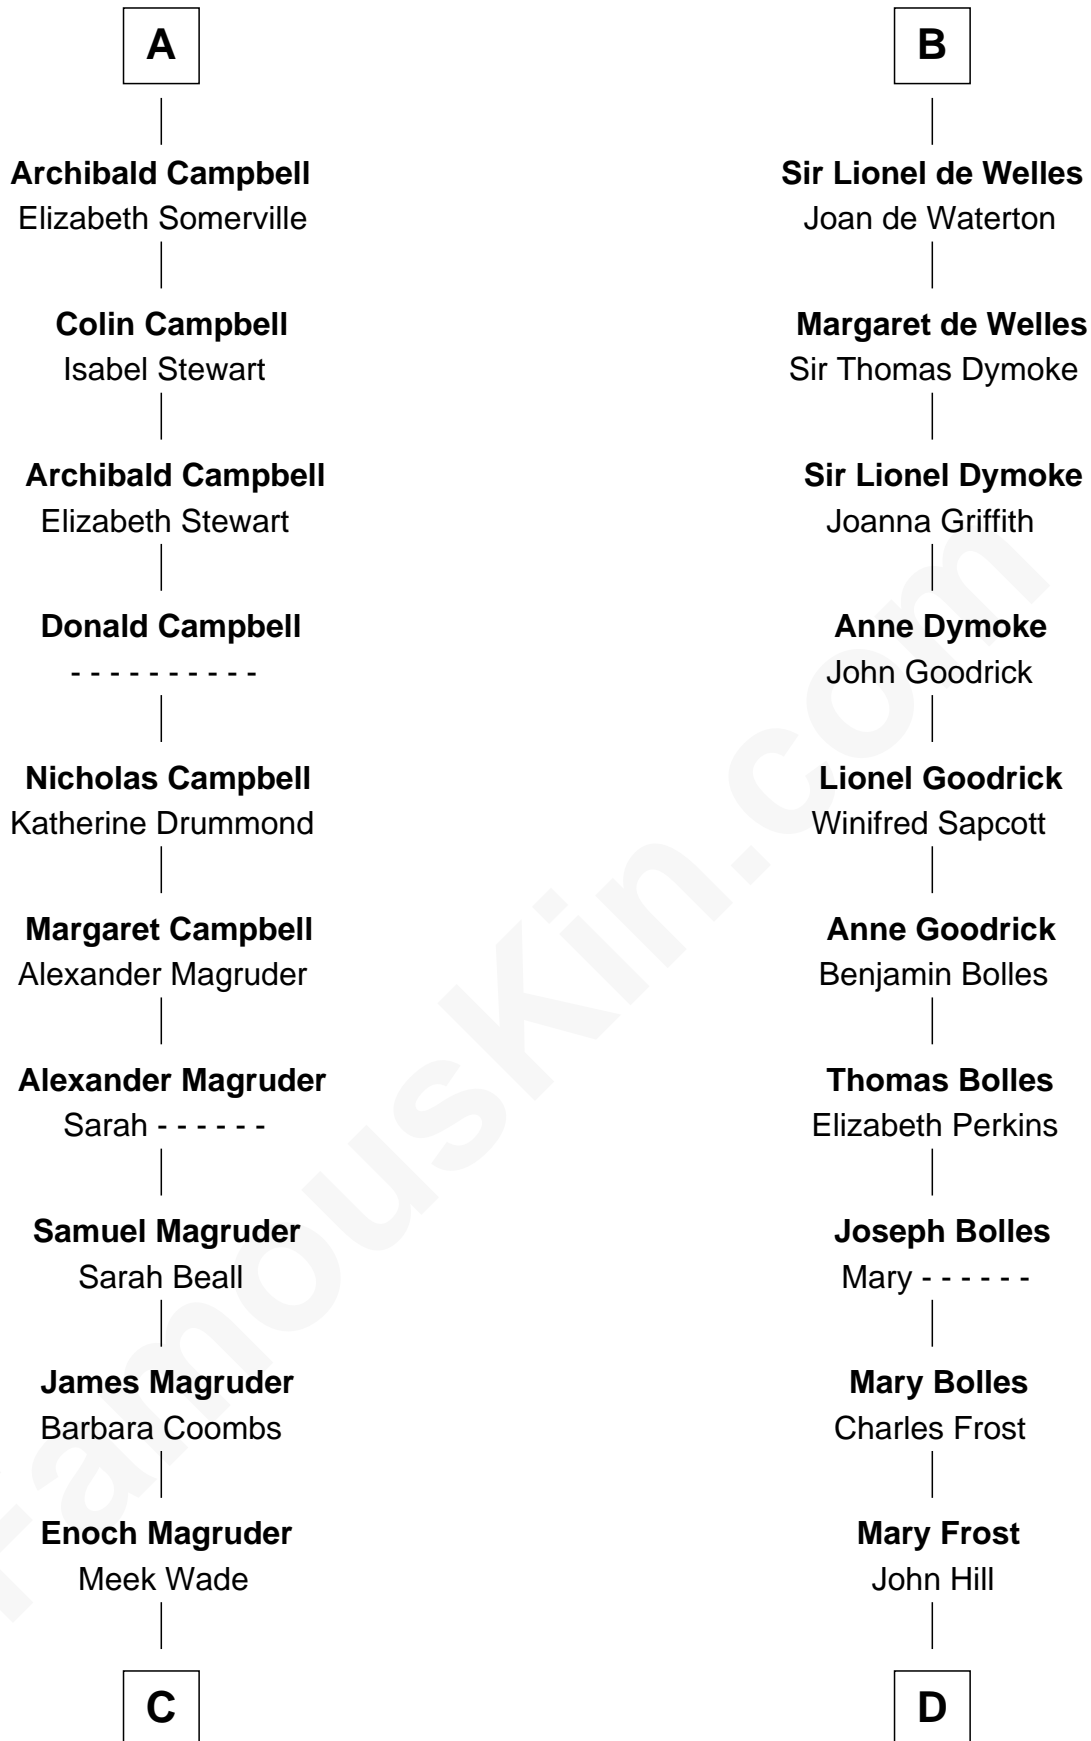 A
Archibald Campbell
Elizabeth Somerville
Colin Campbell
Isabel Stewart
Archibald Campbell
Elizabeth Stewart
Donald Campbell
- - - - - - - - - -
Nicholas Campbell
Katherine Drummond
Margaret Campbell
Alexander Magruder
Alexander Magruder
Sarah - - - - - -
Samuel Magruder
Sarah Beall
James Magruder
Barbara Coombs
Enoch Magruder
Meek Wade
C
B
Sir Lionel de Welles
Joan de Waterton
Margaret de Welles
Sir Thomas Dymoke
Sir Lionel Dymoke
Joanna Griffith
Anne Dymoke
John Goodrick
Lionel Goodrick
Winifred Sapcott
Anne Goodrick
Benjamin Bolles
Thomas Bolles
Elizabeth Perkins
Joseph Bolles
Mary - - - - - -
Mary Bolles
Charles Frost
Mary Frost
John Hill
D
FamousKin.com